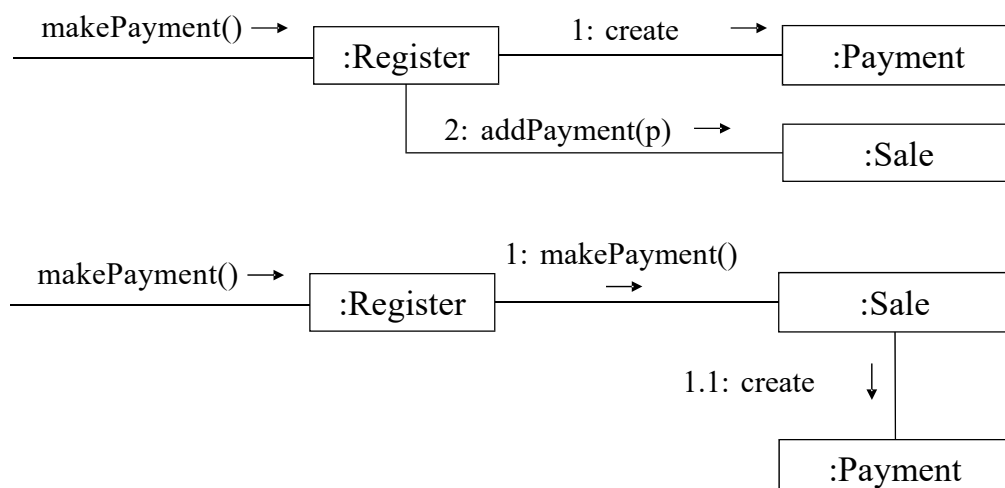 makePayment()
1: create
:Register
:Payment
2: addPayment(p)
:Sale
makePayment()
1: makePayment()
:Register
:Sale
1.1: create
:Payment